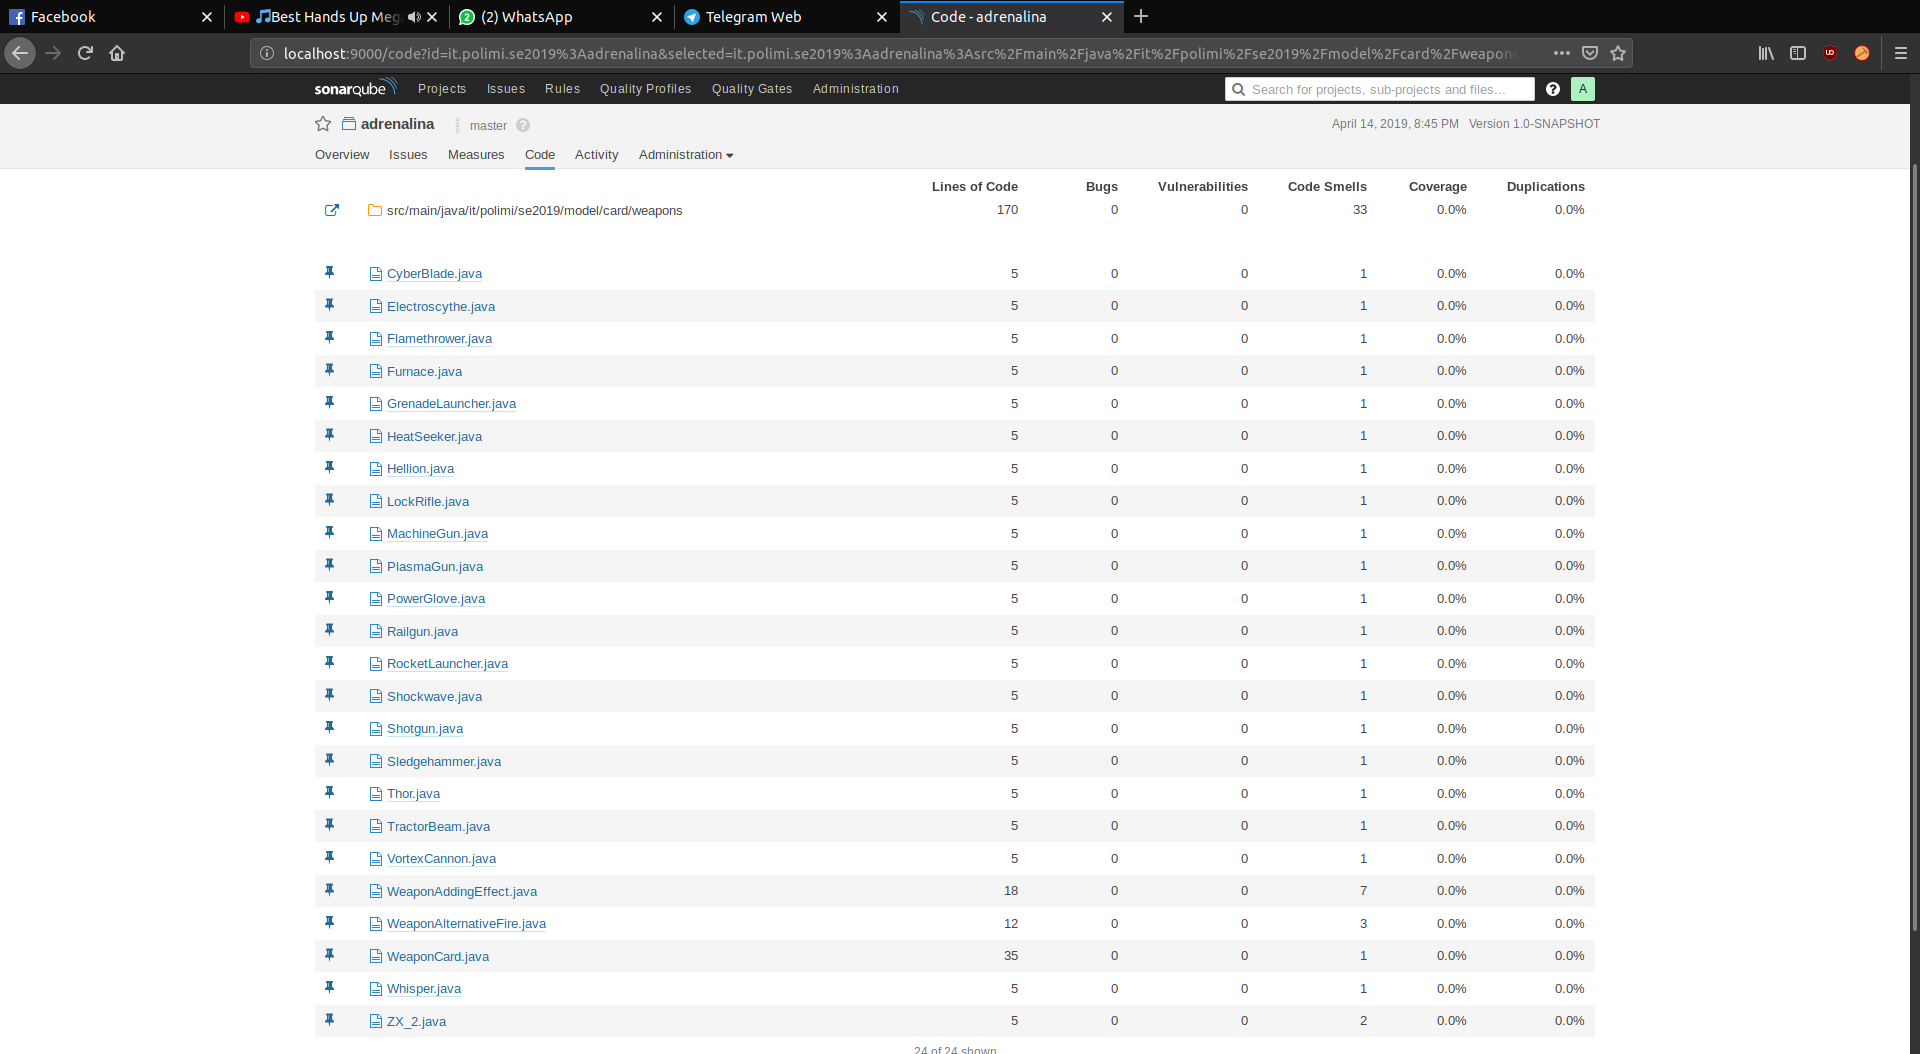 Facebook
Best Hands Up Meg
(2) WhatsApp
Telegram Web
Code - adrenalina
localhost:9000/code?id=it.polimi.se2019%3Aadrenalina&selected=it.polimi.se2019%3Aadrenalina%3Asrc%2Fmain%2Fjava%2Fit%2Fpolimi%2Fse2019%2Fmodel%2Fcard%2Fweapons
sonarqube Projects Issues Rules Quality Profiles Quality Gates Administration Search for projects, sub-projects and files... ? A
adrenalina master ? April 14, 2019, 8:45 PM Version 1.0-SNAPSHOT
Overview Issues Measures Code Activity Administration
Lines of Code Bugs Vulnerabilities Code Smells Coverage Duplications
src/main/java/it/polimi/se2019/model/card/weapons 170 0 0 33 0.0% 0.0%
CyberBlade.java 5 0 0 1 0.0% 0.0%
Electroscythe.java 5 0 0 1 0.0% 0.0%
Flamethrower.java 5 0 0 1 0.0% 0.0%
Furnace.java 5 0 0 1 0.0% 0.0%
GrenadeLauncher.java 5 0 0 1 0.0% 0.0%
HeatSeeker.java 5 0 0 1 0.0% 0.0%
Hellion.java 5 0 0 1 0.0% 0.0%
LockRifle.java 5 0 0 1 0.0% 0.0%
MachineGun.java 5 0 0 1 0.0% 0.0%
PlasmaGun.java 5 0 0 1 0.0% 0.0%
PowerGlove.java 5 0 0 1 0.0% 0.0%
Railgun.java 5 0 0 1 0.0% 0.0%
RocketLauncher.java 5 0 0 1 0.0% 0.0%
Shockwave.java 5 0 0 1 0.0% 0.0%
Shotgun.java 5 0 0 1 0.0% 0.0%
Sledgehammer.java 5 0 0 1 0.0% 0.0%
Thor.java 5 0 0 1 0.0% 0.0%
TractorBeam.java 5 0 0 1 0.0% 0.0%
VortexCannon.java 5 0 0 1 0.0% 0.0%
WeaponAddingEffect.java 18 0 0 7 0.0% 0.0%
WeaponAlternativeFire.java 12 0 0 3 0.0% 0.0%
WeaponCard.java 35 0 0 1 0.0% 0.0%
Whisper.java 5 0 0 1 0.0% 0.0%
ZX_2.java 5 0 0 2 0.0% 0.0%
24 of 24 shown